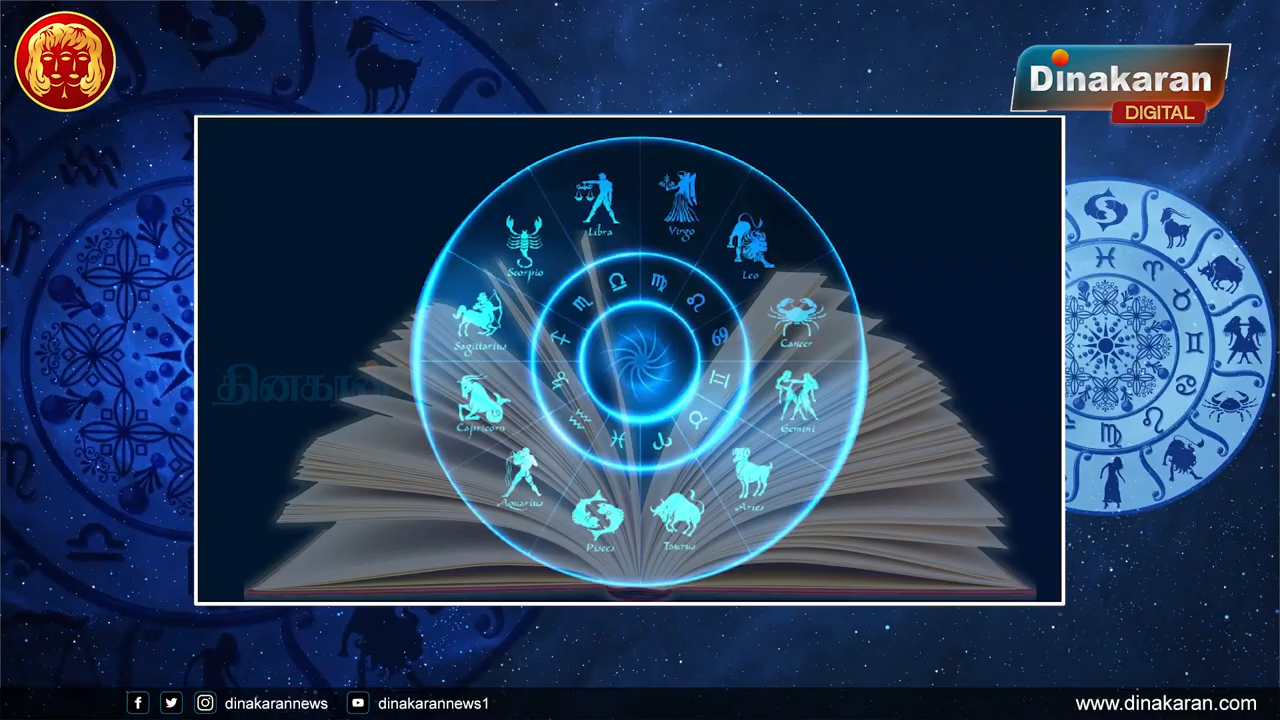 Dinakaran
DIGITAL
Libra
Virgo
Scorpio
Leo
Sagittarius
Cancer
Capricorn
Gemini
Aquarius
Aries
Pisces
Taurus
dinakarannews
dinakarannews1
www.dinakaran.com